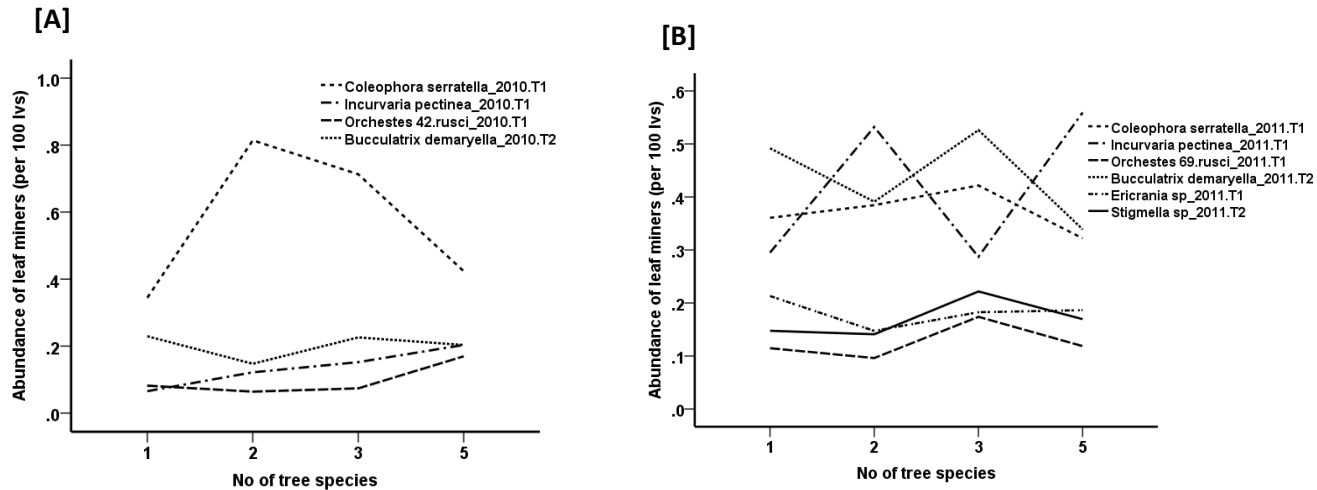 [A]
1.0
.8
.6
.4
.2
.0
Abundance of leaf miners (per 100 lvs)
Coleophora serratella_2010.T1
Incurvaria pectinea_2010.T1
Orchestes 42.rusci_2010.T1
Bucculatrix demaryella_2010.T2
1 2 3 5
No of tree species
[B]
.6
.5
.4
.3
.2
.1
.0
Abundance of leaf miners (per 100 lvs)
Coleophora serratella_2011.T1
Incurvaria pectinea_2011.T1
Orchestes 69.rusci_2011.T1
Bucculatrix demaryella_2011.T2
Ericrania sp_2011.T1
Stigmella sp_2011.T2
1 2 3 5
No of tree species